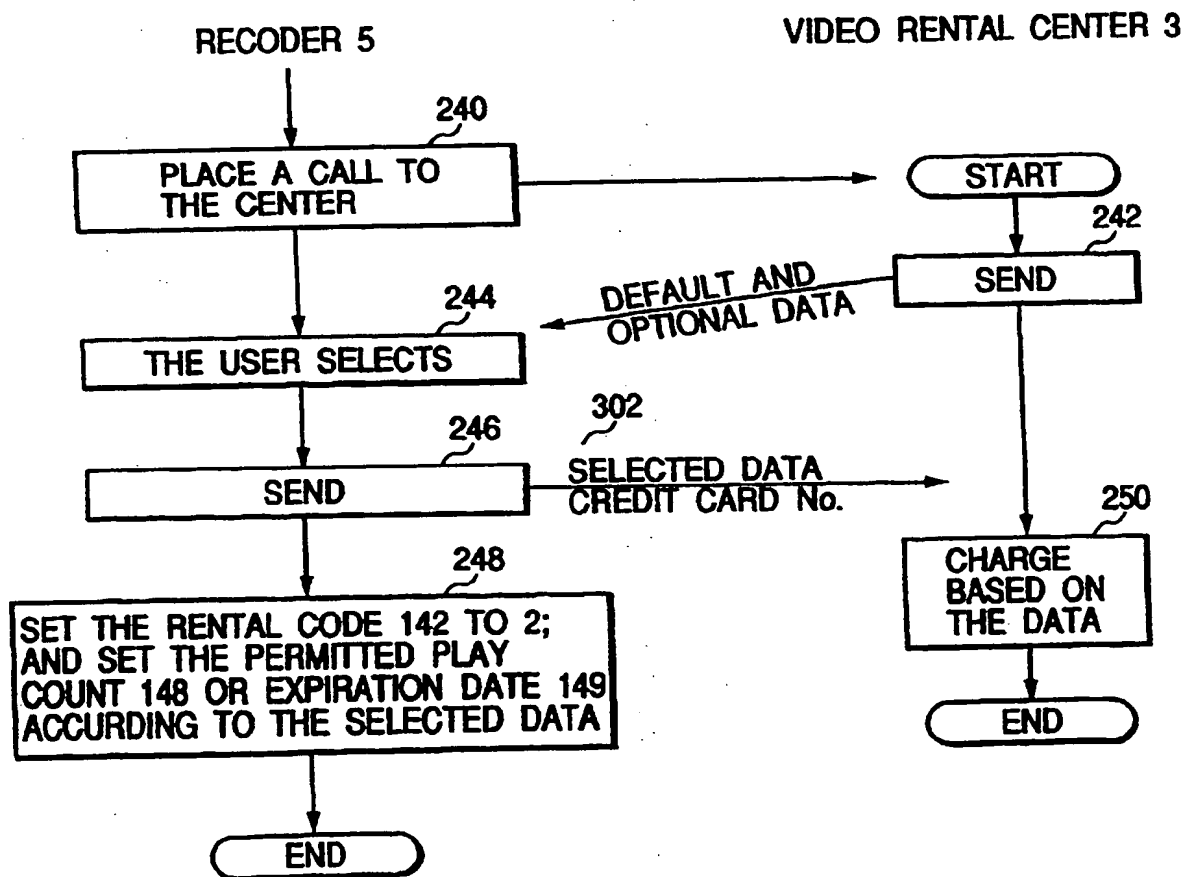 RECODER 5
VIDEO RENTAL CENTER 3
240
PLACE A CALL TO
THE CENTER
START
242
SEND
DEFAULT AND
OPTIONAL DATA
244
THE USER SELECTS
246
SEND
302
SELECTED DATA
CREDIT CARD No.
250
CHARGE
BASED ON
THE DATA
248
SET THE RENTAL CODE 142 TO 2;
AND SET THE PERMITTED PLAY
COUNT 148 OR EXPIRATION DATE 149
ACCURDING TO THE SELECTED DATA
END
END